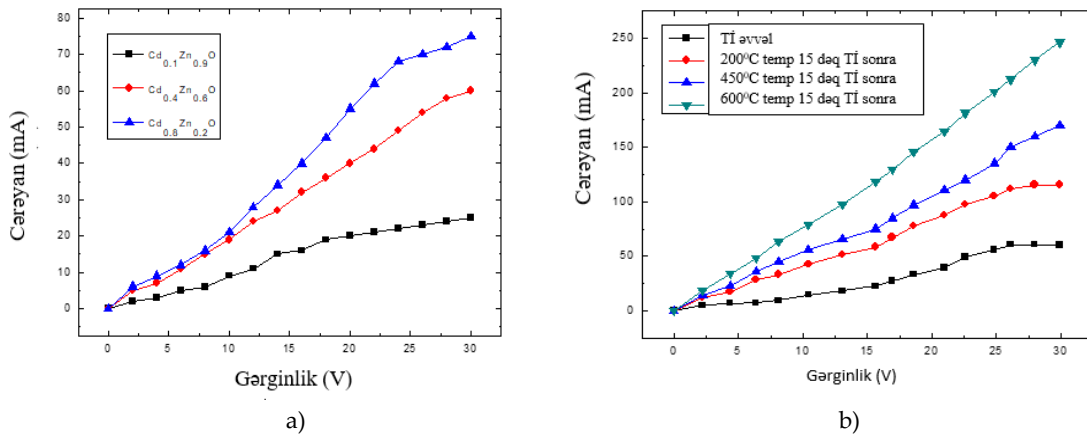 80
70
60
50
40
30
20
10
0
Cərəyan (mA)
Cd0.1Zn0.9O
Cd0.4Zn0.6O
Cd0.8Zn0.2O
0 5 10 15 20 25 30
Gərginlik (V)
a)
250
200
150
100
50
0
Cərəyan (mA)
Tİ əvvəl
200⁰C temp 15 dəq Tİ sonra
450⁰C temp 15 dəq Tİ sonra
600⁰C temp 15 dəq Tİ sonra
0 5 10 15 20 25 30
Gərginlik (V)
b)